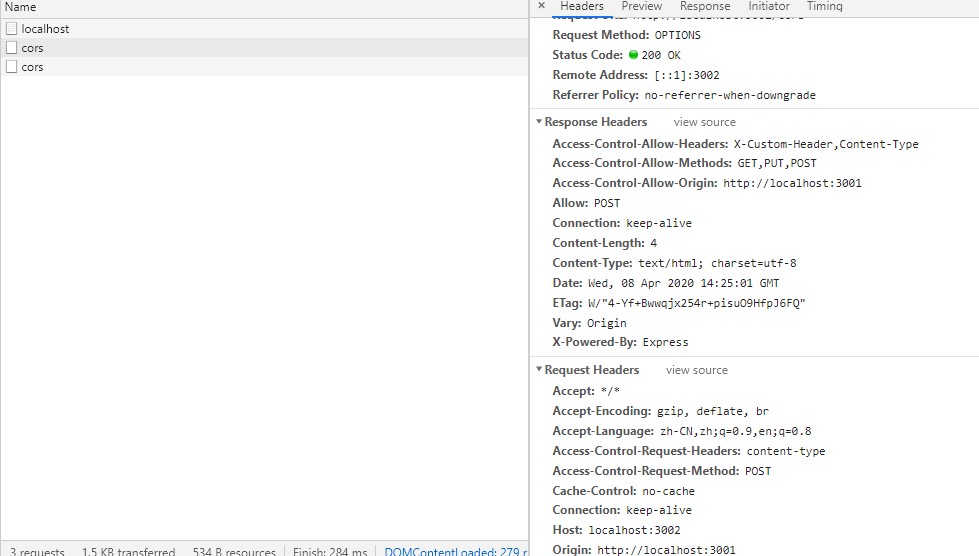 Name
localhost
cors
cors
3 requests 1.5 KB transferred 534 B resources Finish: 284 ms DOMContentLoaded: 279
× Headers Preview Response Initiator Timing
Request Method: OPTIONS
Status Code: 200 OK
Remote Address: [::1]:3002
Referrer Policy: no-referrer-when-downgrade
Response Headers view source
Access-Control-Allow-Headers: X-Custom-Header,Content-Type
Access-Control-Allow-Methods: GET,PUT,POST
Access-Control-Allow-Origin: http://localhost:3001
Allow: POST
Connection: keep-alive
Content-Length: 4
Content-Type: text/html; charset=utf-8
Date: Wed, 08 Apr 2020 14:25:01 GMT
ETag: W/"4-Yf+Bwwqjx254r+pisuO9HfpJ6FQ"
Vary: Origin
X-Powered-By: Express
Request Headers view source
Accept: */*
Accept-Encoding: gzip, deflate, br
Accept-Language: zh-CN,zh;q=0.9,en;q=0.8
Access-Control-Request-Headers: content-type
Access-Control-Request-Method: POST
Cache-Control: no-cache
Connection: keep-alive
Host: localhost:3002
Origin: http://localhost:3001